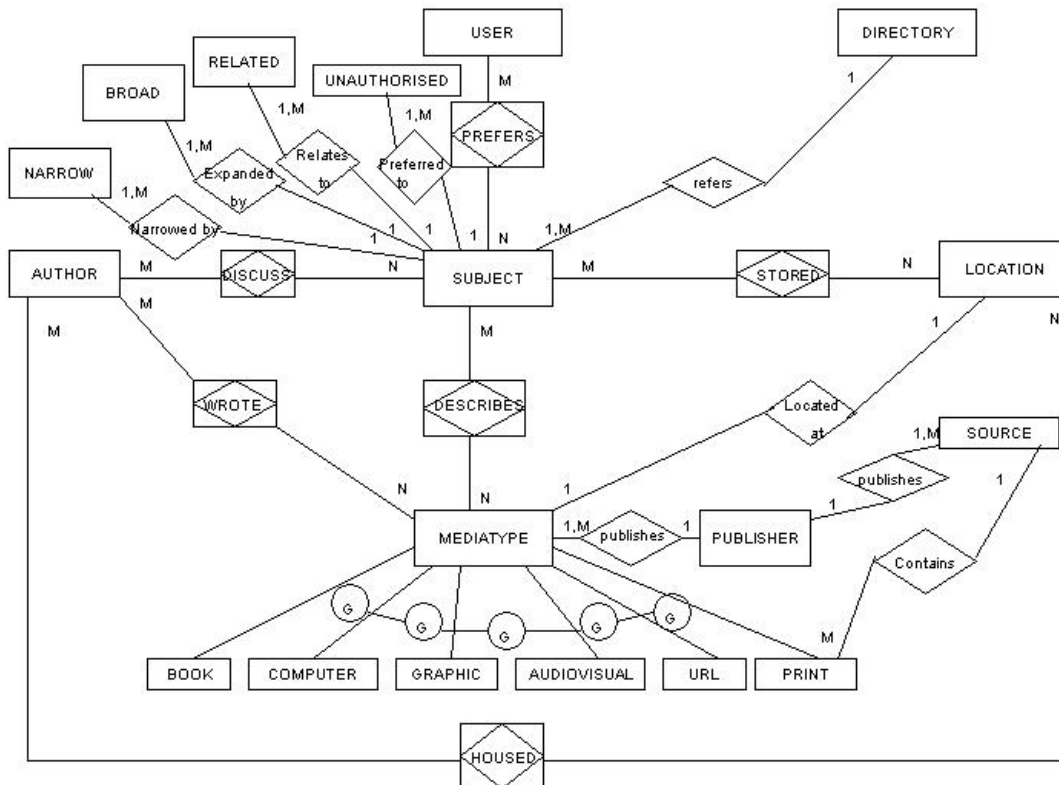 USER
DIRECTORY
RELATED
UNAUTHORISED
BROAD
M
1
1,M
1,M
PREFERS
1,M
Relates
to
Preferred
to
NARROW
Expanded
by
refers
1,M
Narrowed by
1
1
1
1
N
1,M
AUTHOR
M
DISCUSS
N
SUBJECT
M
STORED
N
LOCATION
M
M
M
1
N
WROTE
DESCRIBES
Located
at
1,M
SOURCE
publishes
1
N
N
1
1
MEDIATYPE
1,M
publishes
1
PUBLISHER
Contains
G
G
G
G
G
M
BOOK
COMPUTER
GRAPHIC
AUDIOVISUAL
URL
PRINT
HOUSED